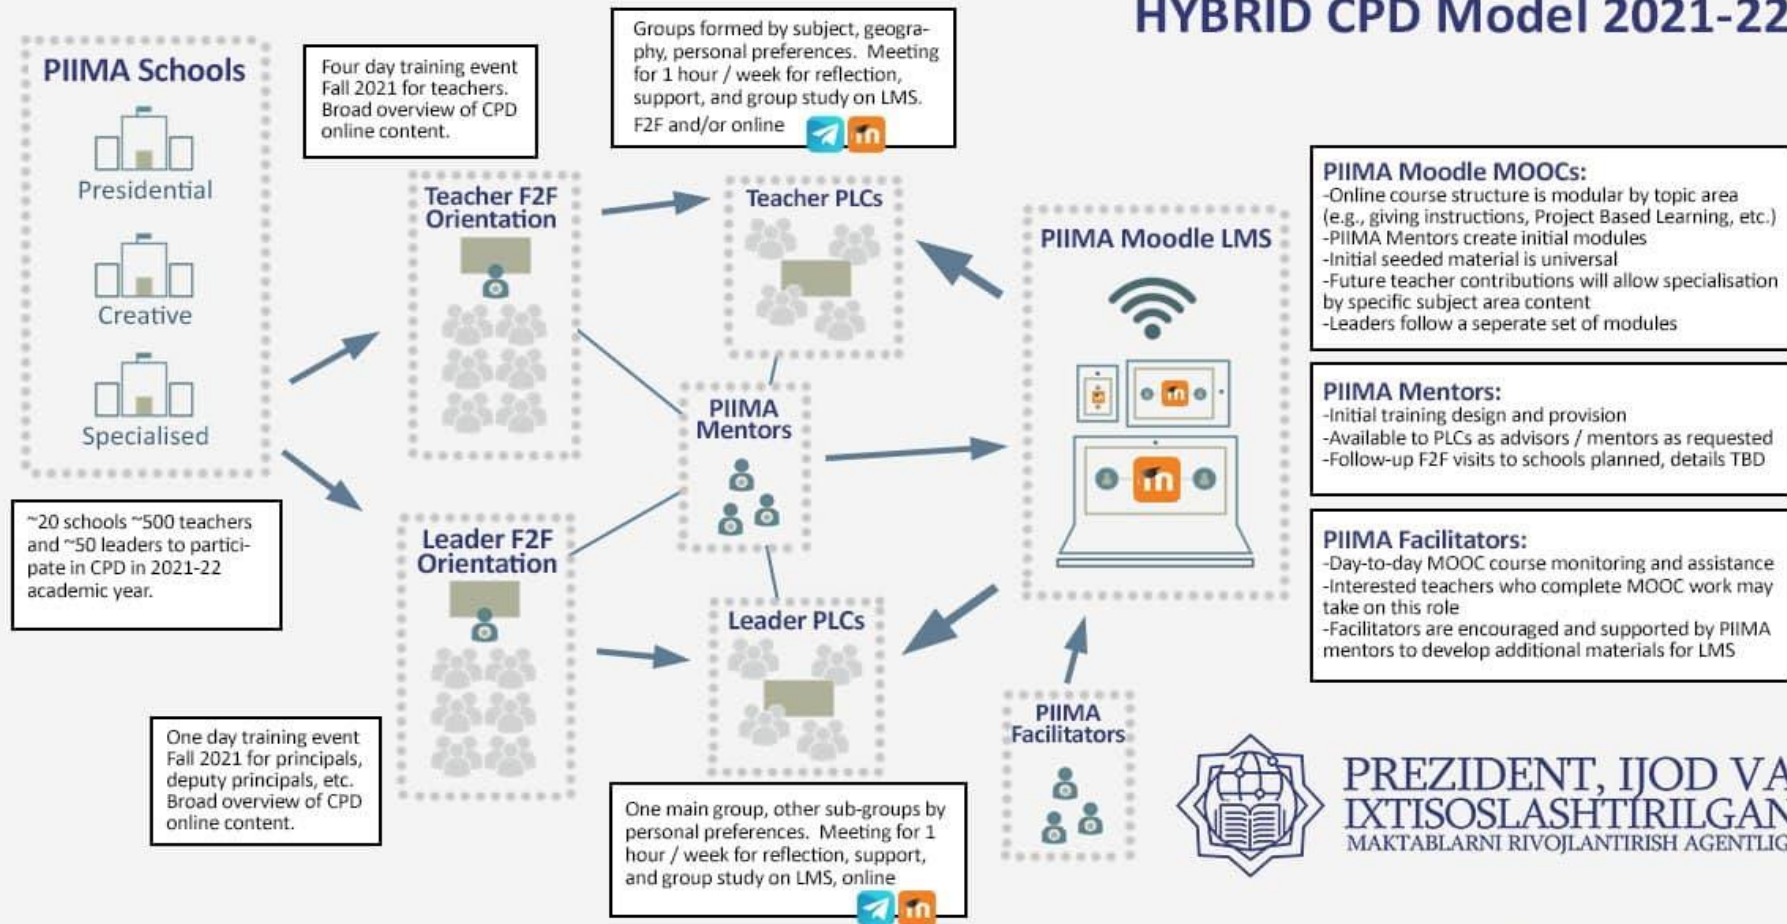 HYBRID CPD Model 2021-22
PIIMA Schools
Presidential
Creative
Specialised
~20 schools ~500 teachers
and ~50 leaders to partici-
pate in CPD in 2021-22
academic year.
Four day training event
Fall 2021 for teachers.
Broad overview of CPD
online content.
Teacher F2F
Orientation
Leader F2F
Orientation
One day training event
Fall 2021 for principals,
deputy principals, etc.
Broad overview of CPD
online content.
Groups formed by subject, geogra-
phy, personal preferences. Meeting
for 1 hour / week for reflection,
support, and group study on LMS.
F2F and/or online
Teacher PLCs
PIIMA
Mentors
Leader PLCs
One main group, other sub-groups by
personal preferences. Meeting for 1
hour / week for reflection, support,
and group study on LMS, online
PIIMA Moodle LMS
PIIMA
Facilitators
PIIMA Moodle MOOCs:
-Online course structure is modular by topic area
(e.g., giving instructions, Project Based Learning, etc.)
-PIIMA Mentors create initial modules
-Initial seeded material is universal
-Future teacher contributions will allow specialisation
by specific subject area content
-Leaders follow a seperate set of modules
PIIMA Mentors:
-Initial training design and provision
-Available to PLCs as advisors / mentors as requested
-Follow-up F2F visits to schools planned, details TBD
PIIMA Facilitators:
-Day-to-day MOOC course monitoring and assistance
-Interested teachers who complete MOOC work may
take on this role
-Facilitators are encouraged and supported by PIIMA
mentors to develop additional materials for LMS
PREZIDENT, IJOD VA
IXTISOSLASHTIRILGAN
MAKTABLARNI RIVOJLANTIRISH AGENTLIG